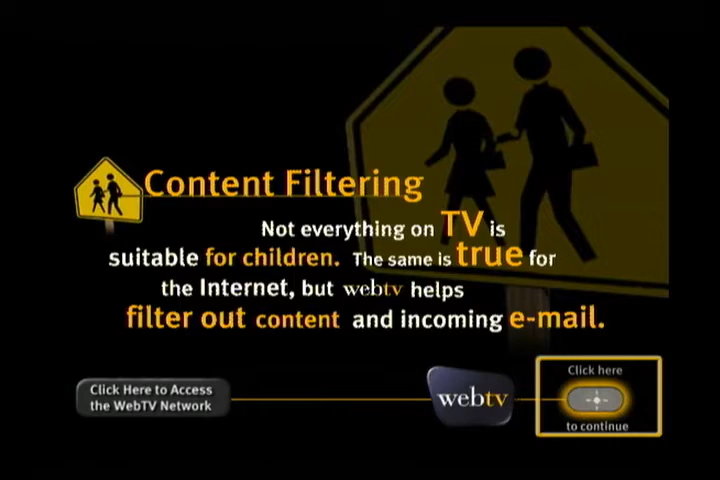 Content Filtering
Not everything on TV is
suitable for children. The same is true for
the Internet, but webtv helps
filter out content and incoming e-mail.
Click Here to Access
the WebTV Network
webtv
Click here
to continue